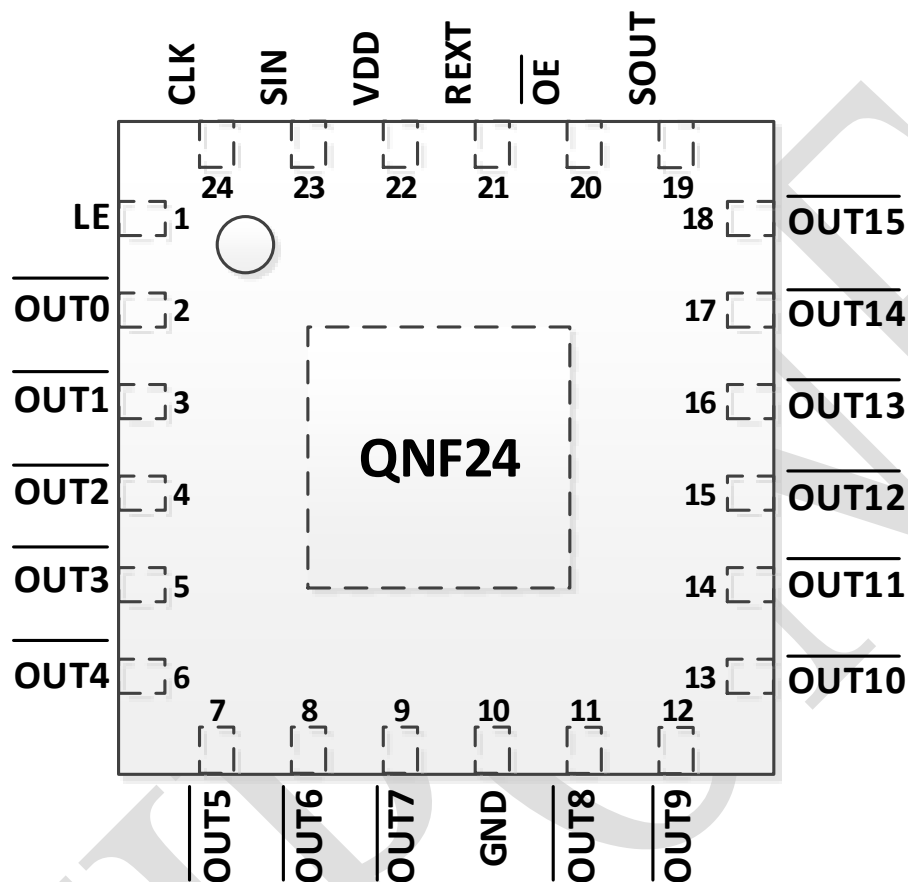 CLK SIN VDD REXT OE SOUT
24 23 22 21 20 19
LE 1 18 OUT15
OUT0 2 17 OUT14
OUT1 3 16 OUT13
OUT2 4 QNF24 15 OUT12
OUT3 5 14 OUT11
OUT4 6 13 OUT10
7 8 9 10 11 12
OUT5 OUT6 OUT7 GND OUT8 OUT9